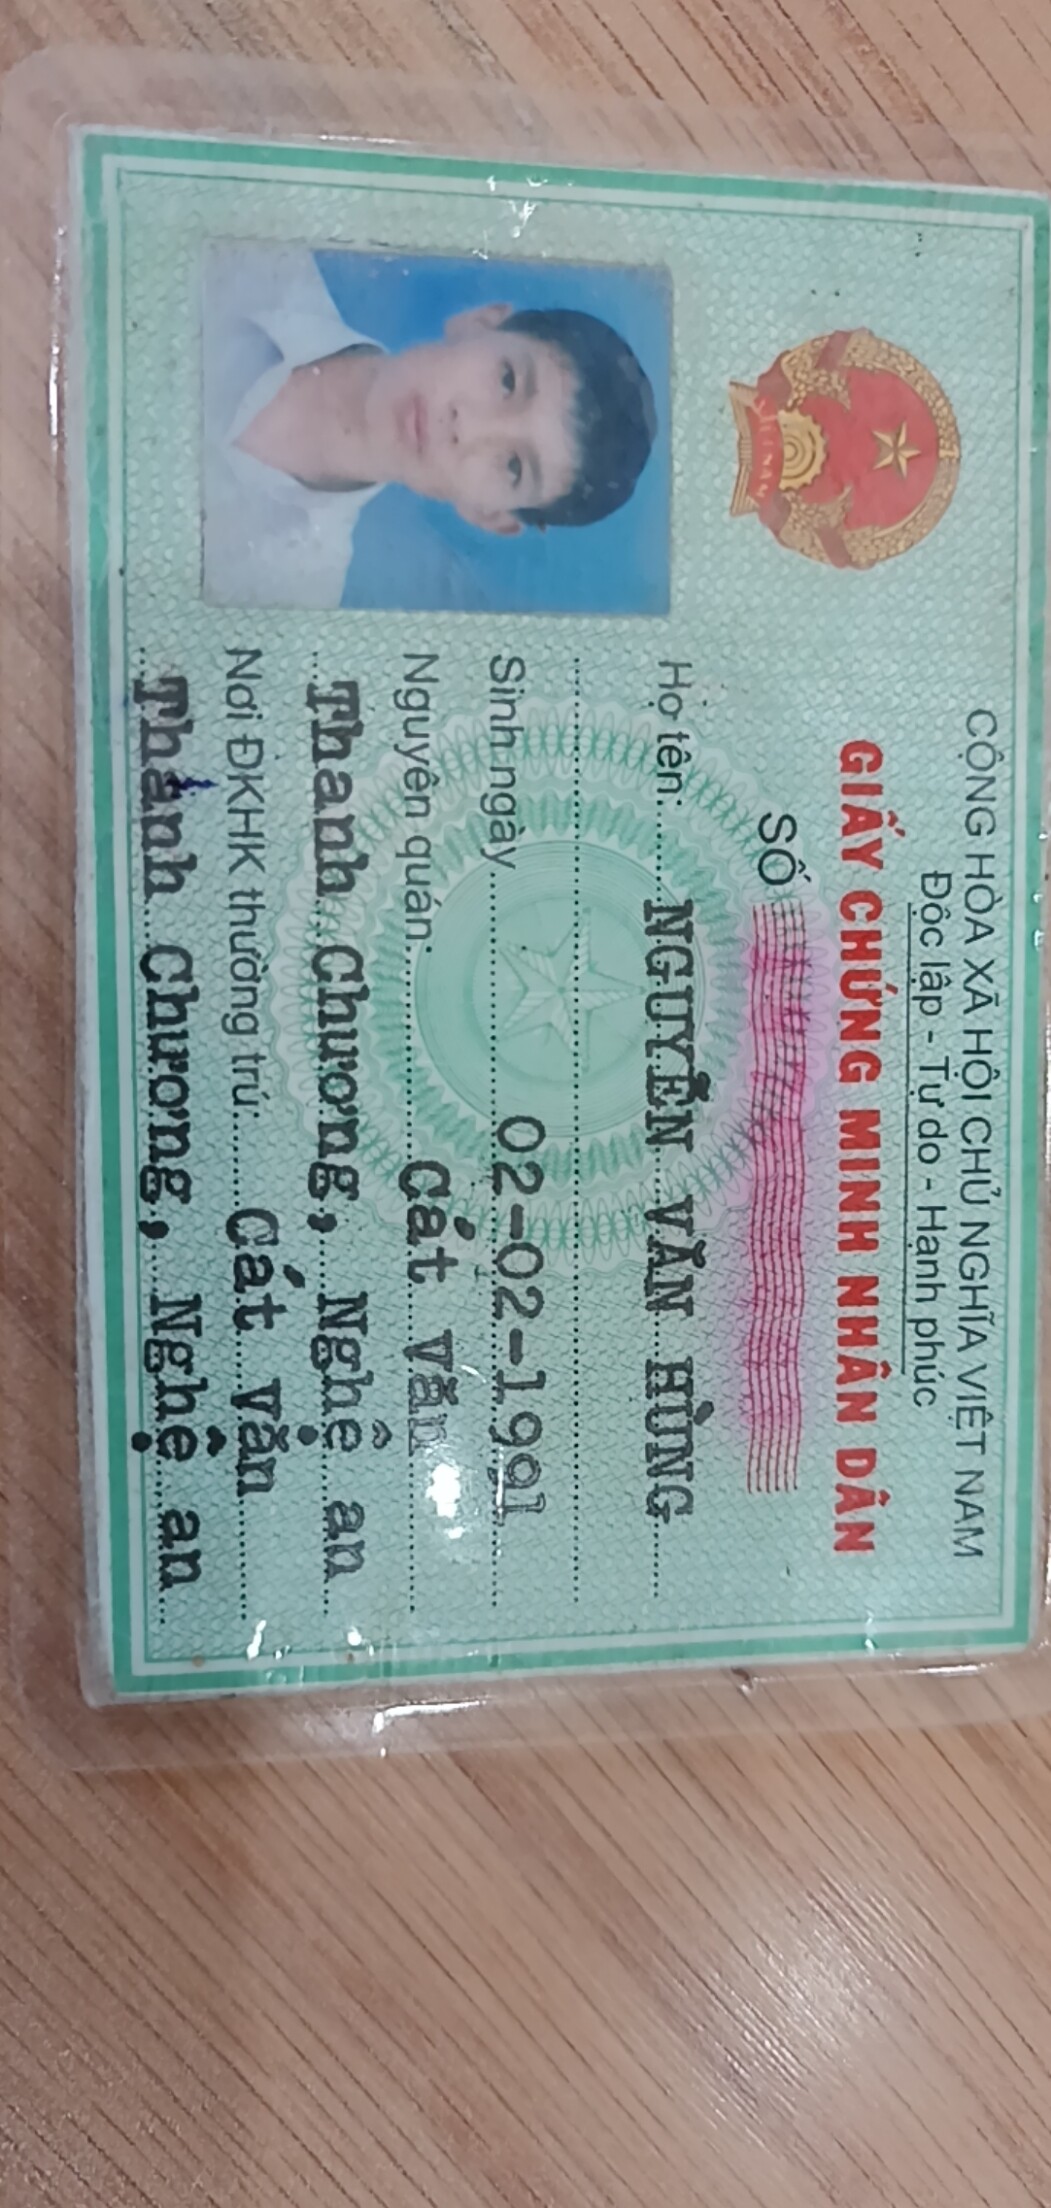 CỘNG HÒA XÃ HỘI CHỦ NGHĨA VIỆT NAM
Độc lập - Tự do - Hạnh phúc
GIẤY CHỨNG MINH NHÂN DÂN
SỐ
Họ tên: NGUYỄN VĂN HÙNG
Sinh ngày 02-02-1991
Nguyên quán: Cát văn
Thanh Chương, Nghệ an
Nơi ĐKHK thường trú: Cát văn
Thanh Chương, Nghệ an